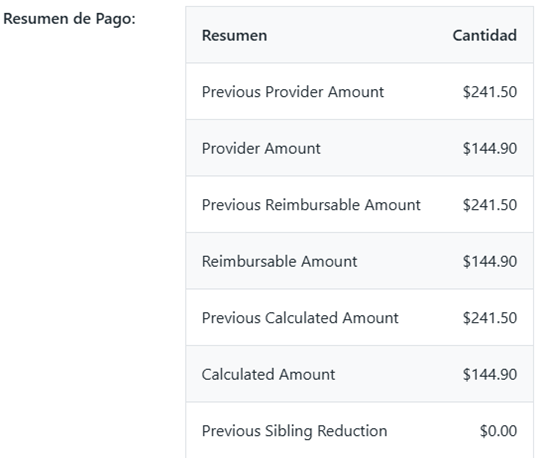 Resumen de Pago:
Resumen Cantidad
Previous Provider Amount $241.50
Provider Amount $144.90
Previous Reimbursable Amount $241.50
Reimbursable Amount $144.90
Previous Calculated Amount $241.50
Calculated Amount $144.90
Previous Sibling Reduction $0.00